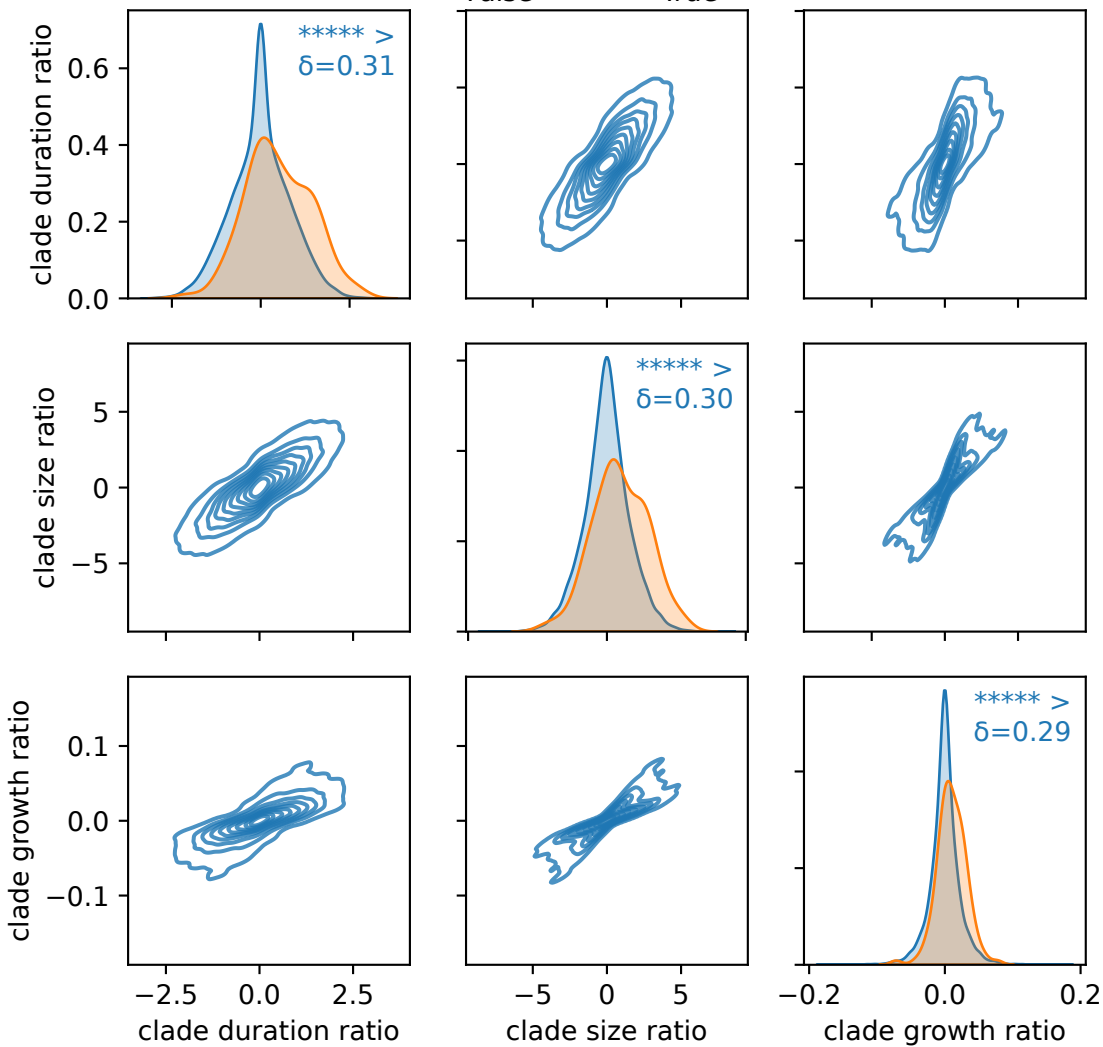 False True
clade duration ratio
0.6
0.4
0.2
0.0
***** >
δ=0.31
clade size ratio
5
0
−5
***** >
δ=0.30
clade growth ratio
0.1
0.0
−0.1
***** >
δ=0.29
−2.5 0.0 2.5
clade duration ratio
−5 0 5
clade size ratio
−0.2 0.0 0.2
clade growth ratio